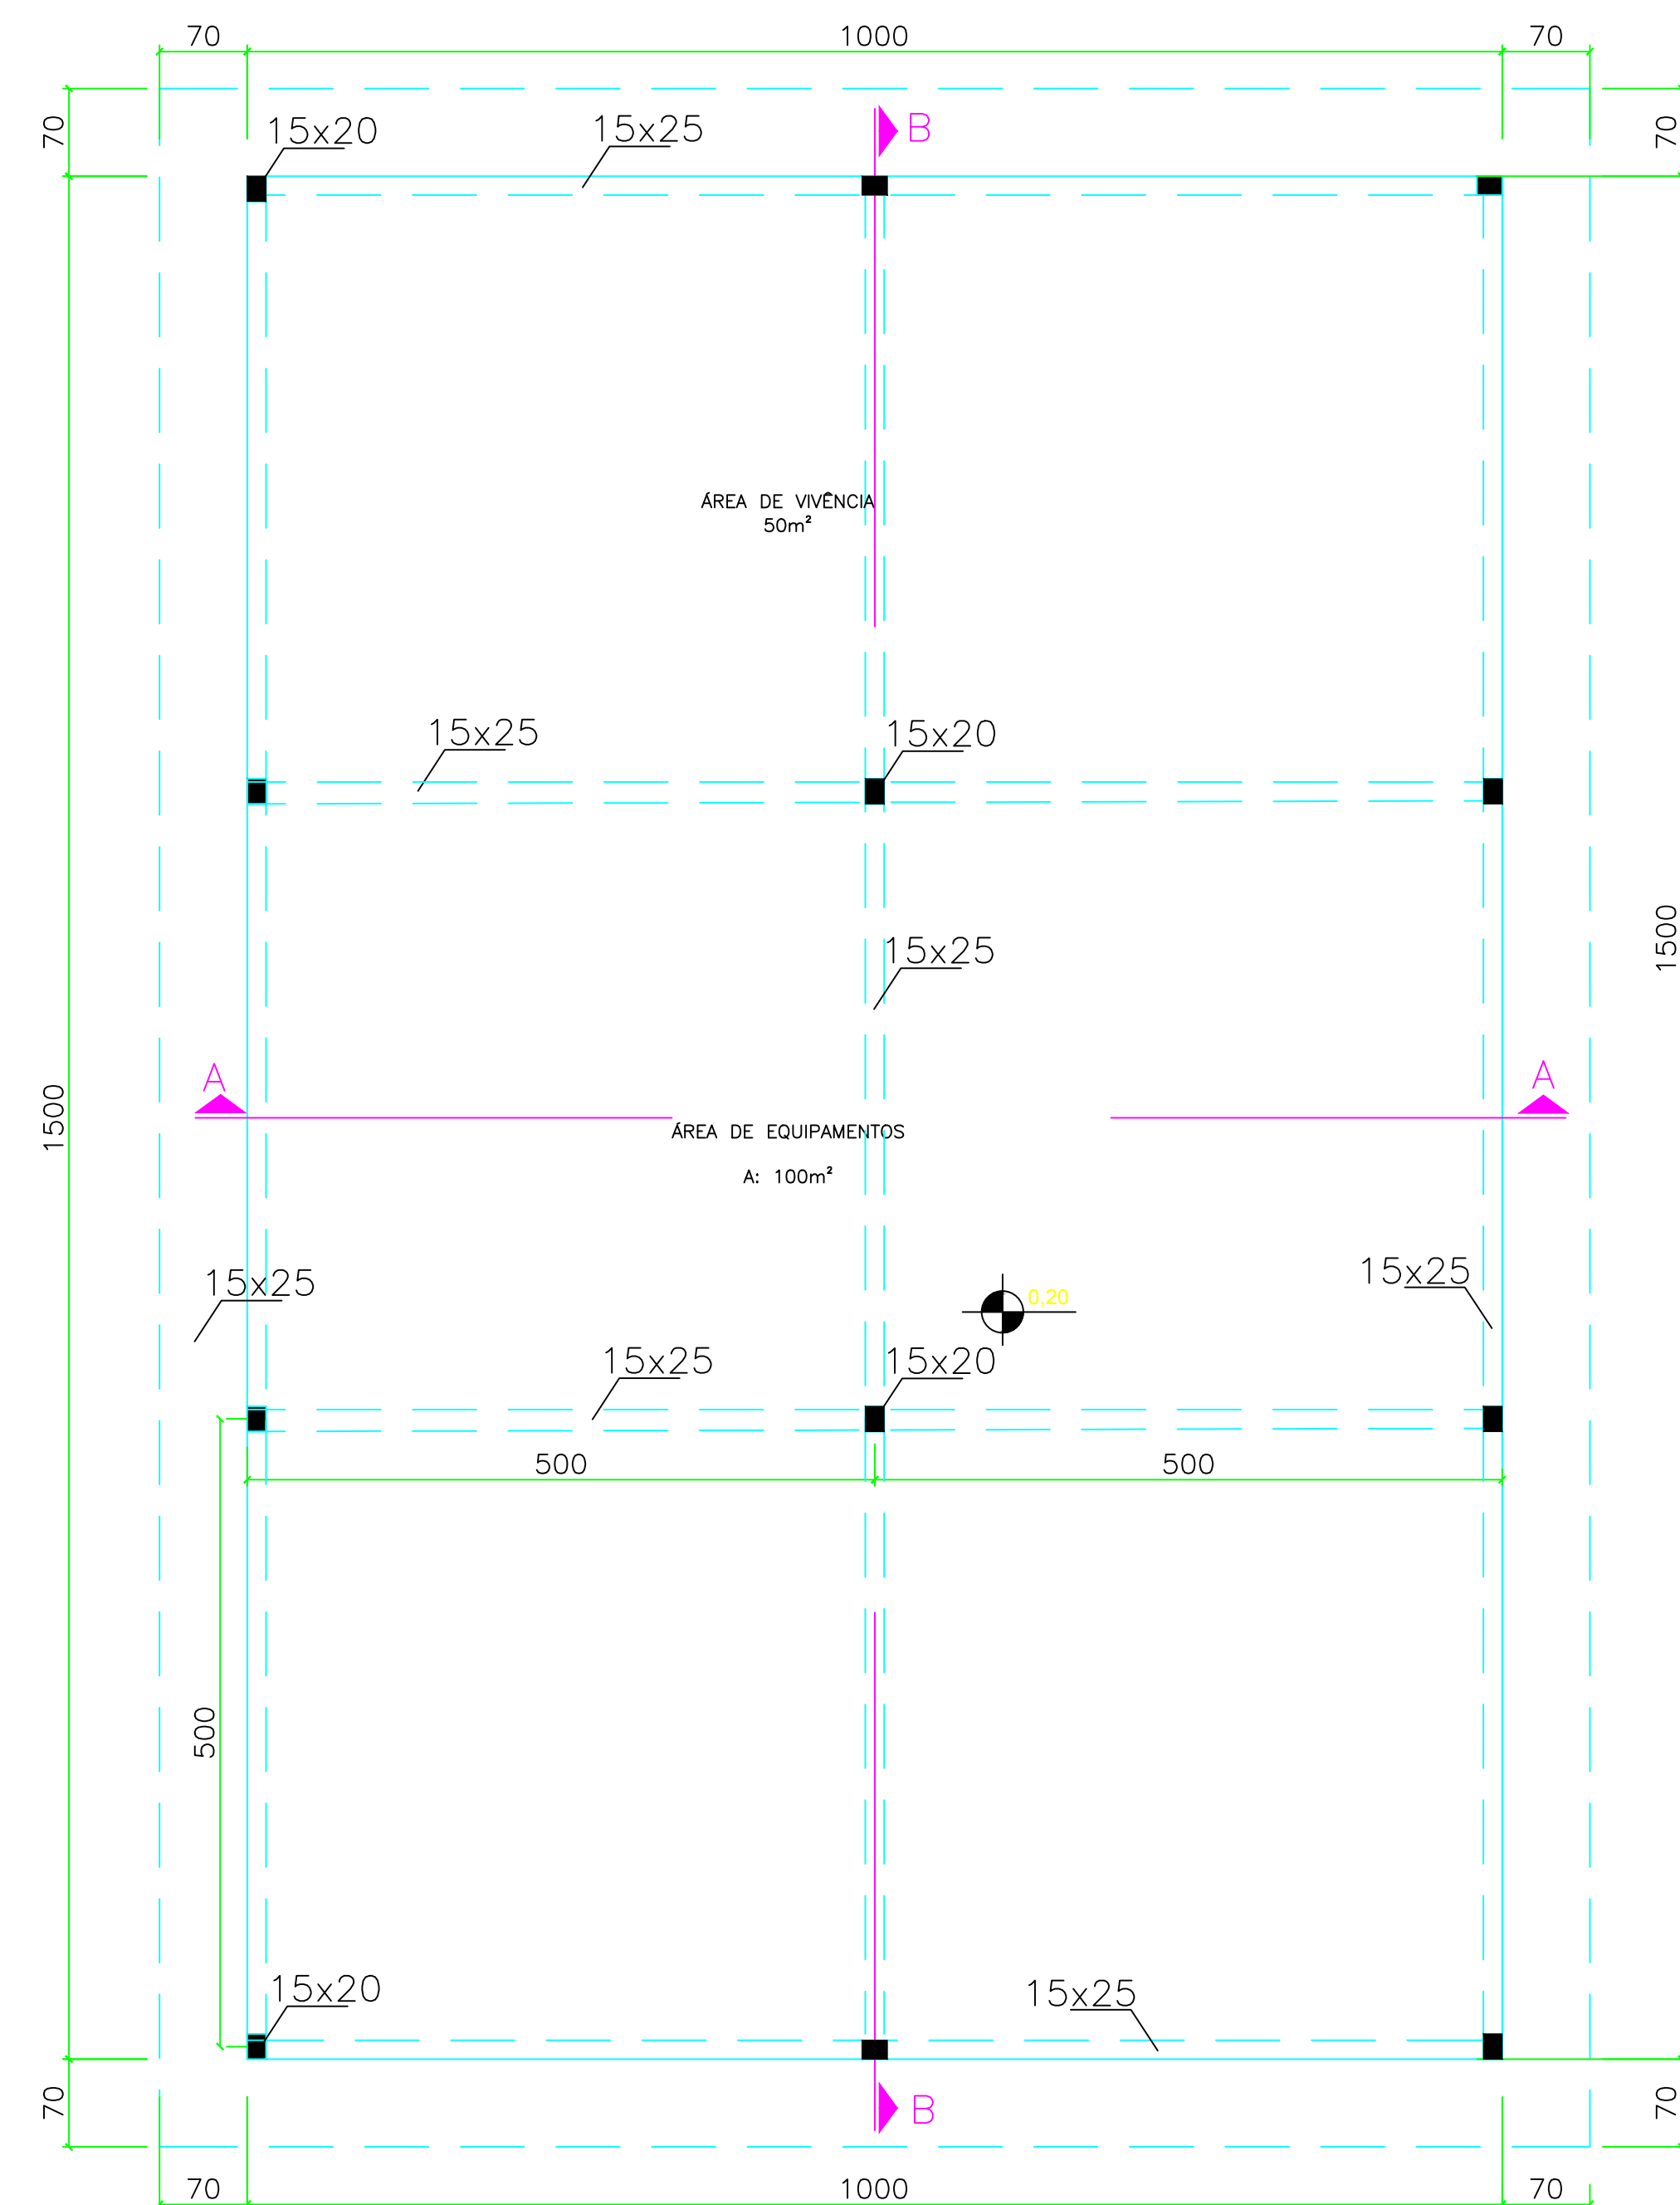 70 1000 70
70 15x20 15x25 B 70
ÁREA DE VIVÊNCIA
50m²
15x25 15x20
15x25
1500
A A
1500
ÁREA DE EQUIPAMENTOS
A: 100m²
15x25 15x25
0,20
15x25 15x20
500 500
500
15x20 15x25
70 B 70
70 1000 70